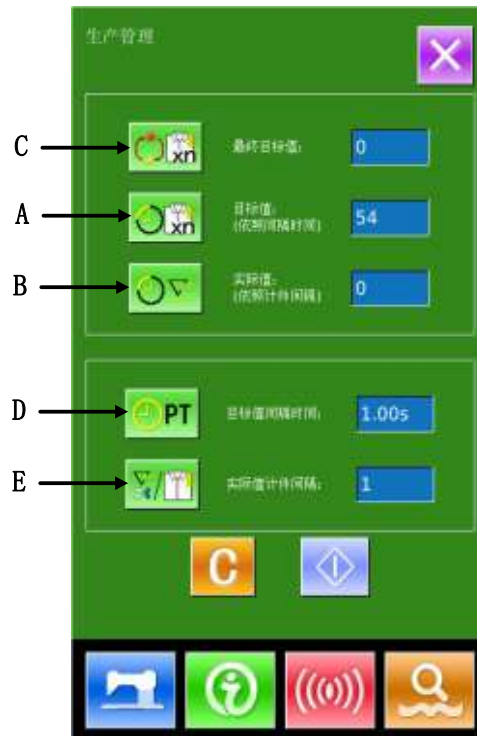 生产管理
C
xn
最终目标值:
0
A
xn
目标值:
(依照间隔时间)
54
B
实际值:
(依照计件间隔)
0
D
PT
目标值间隔时间:
1.00s
E
实际值计件间隔:
1
C